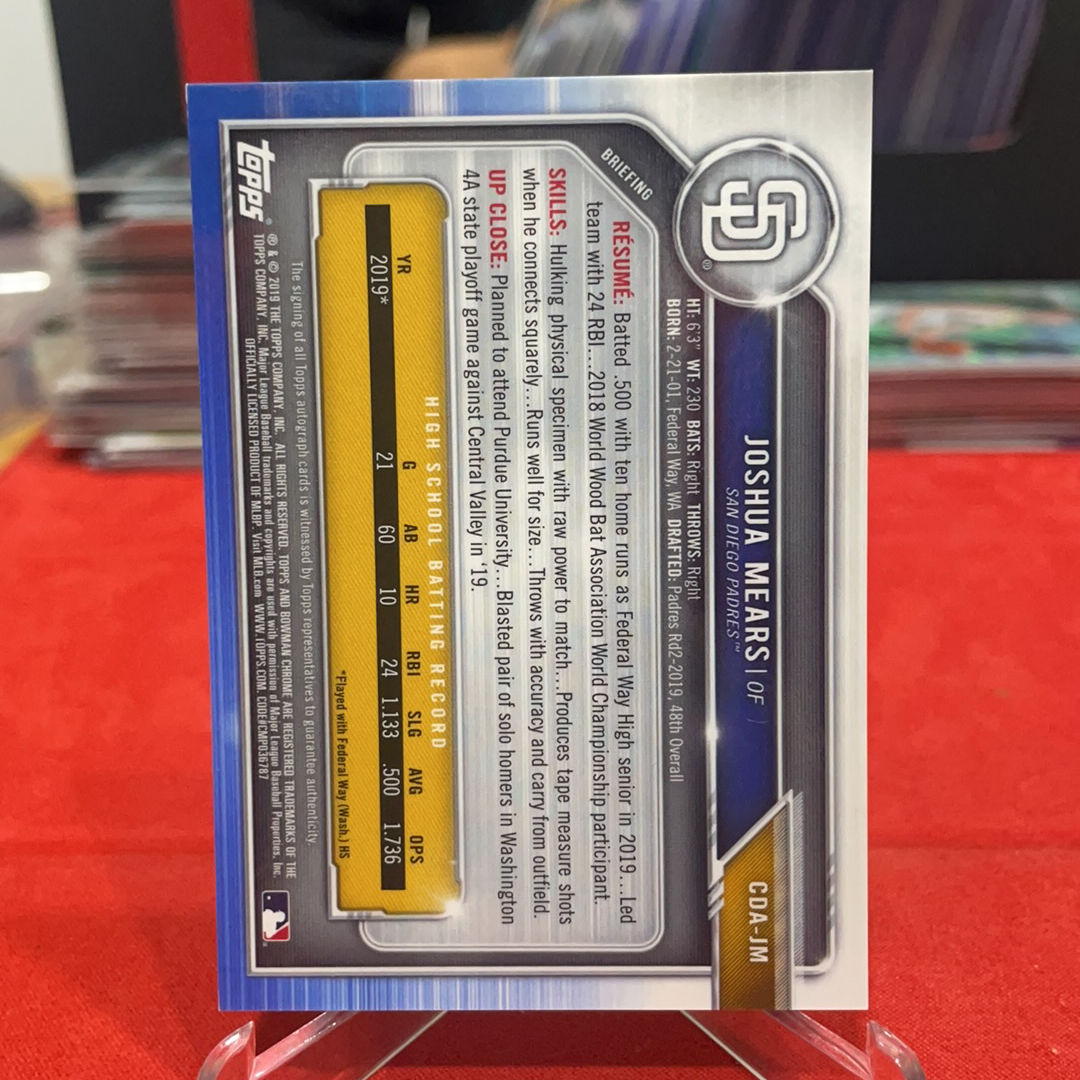 SD®
CDA-JM
JOSHUA MEARS | OF
SAN DIEGO PADRES™
HT: 6'3" WT: 230 BATS: Right THROWS: Right
BORN: 2-21-01, Federal Way, WA DRAFTED: Padres Rd2-2019, 48th Overall
BRIEFING
RÉSUMÉ: Batted .500 with ten home runs as Federal Way High senior in 2019...Led
team with 24 RBI...2018 World Wood Bat Association World Championship participant.
SKILLS: Hulking physical specimen with raw power to match...Produces tape measure shots
when he connects squarely...Runs well for size...Throws with accuracy and carry from outfield.
UP CLOSE: Planned to attend Purdue University...Blasted pair of solo homers in Washington
4A state playoff game against Central Valley in '19.
HIGH SCHOOL BATTING RECORD
YR G AB HR RBI SLG AVG OPS
2019* 21 60 10 24 1.133 .500 1.736
*Played with Federal Way (Wash.) HS
The signing of all Topps autograph cards is witnessed by Topps representatives to guarantee authenticity.
topps®
® & © 2019 THE TOPPS COMPANY, INC. ALL RIGHTS RESERVED. TOPPS AND BOWMAN CHROME ARE REGISTERED TRADEMARKS OF THE
TOPPS COMPANY, INC. Major League Baseball trademarks and copyrights are used with permission of Major League Baseball Properties, Inc.
OFFICIALLY LICENSED PRODUCT OF MLBP. Visit MLB.com WWW.TOPPS.COM. CODE#CMP036787